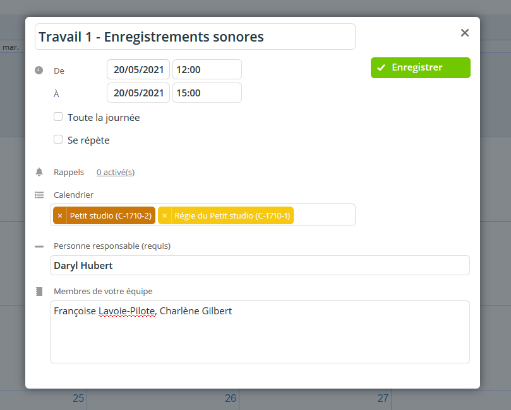 Travail 1 - Enregistrements sonores
mar.
De 20/05/2021 12:00
Enregistrer
À 20/05/2021 15:00
Toute la journée
Se répète
Rappels 0 activé(s)
Calendrier
× Petit studio (C-1710-2) × Régie du Petit studio (C-1710-1)
Personne responsable (requis)
Daryl Hubert
Membres de votre équipe
Françoise Lavoie-Pilote, Charlène Gilbert
25 26 27